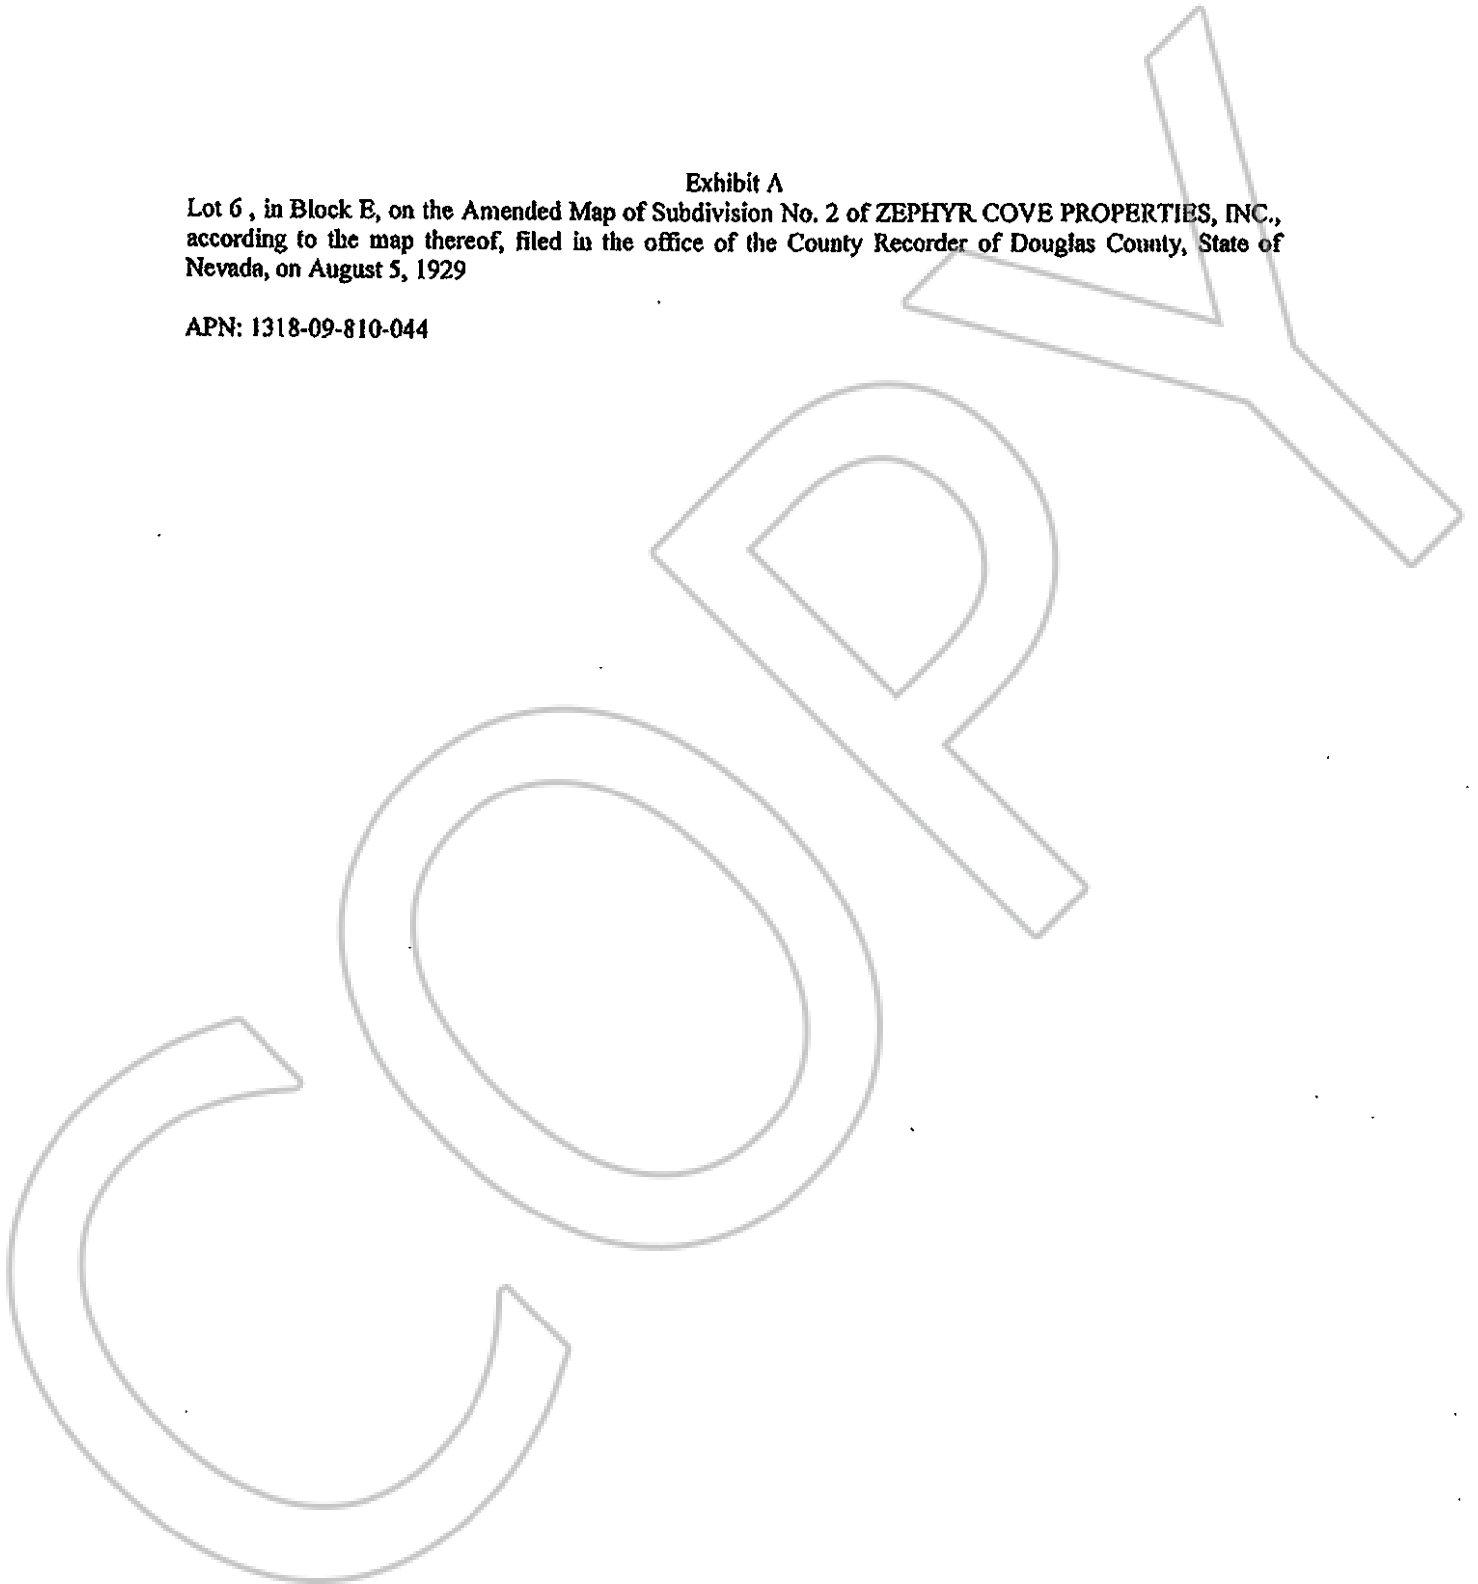 Exhibit A
Lot 6 , in Block E, on the Amended Map of Subdivision No. 2 of ZEPHYR COVE PROPERTIES, INC.,
according to the map thereof, filed in the office of the County Recorder of Douglas County, State of
Nevada, on August 5, 1929
APN: 1318-09-810-044
COPY